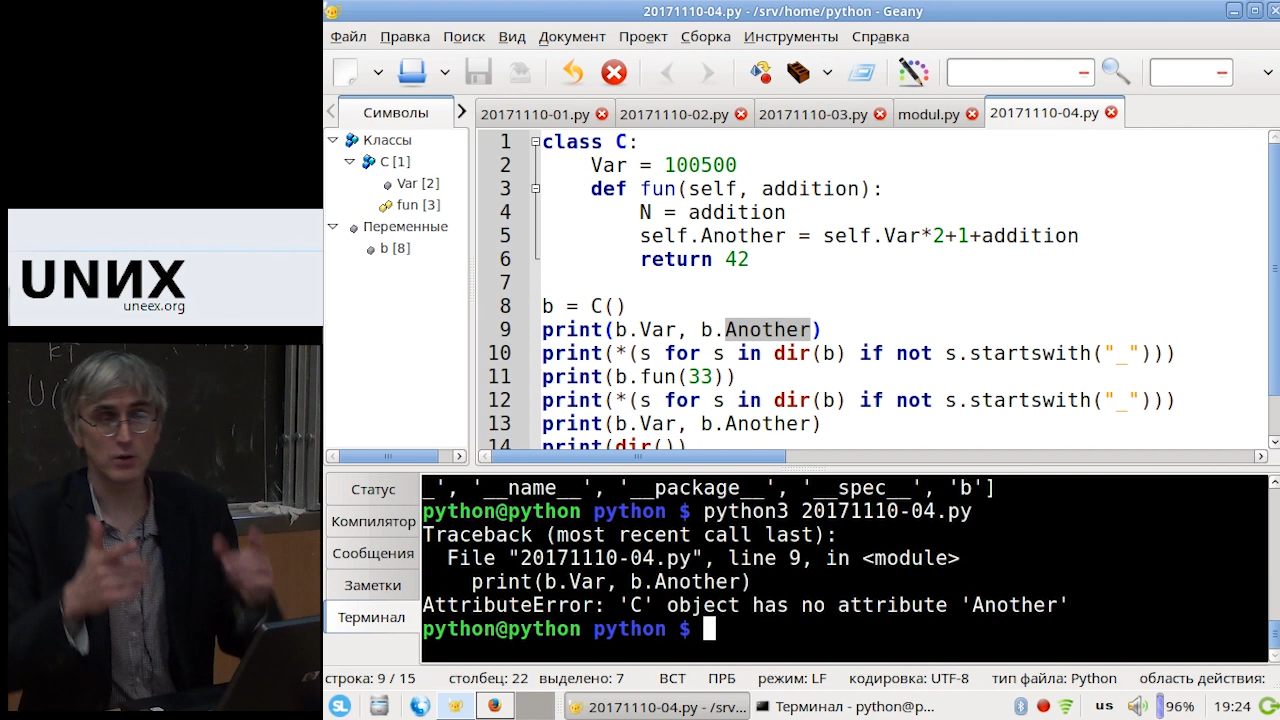 20171110-04.py - /srv/home/python - Geany
Файл Правка Поиск Вид Документ Проект Сборка Инструменты Справка
Символы
20171110-01.py 20171110-02.py 20171110-03.py modul.py 20171110-04.py
Классы
C [1]
Var [2]
fun [3]
Переменные
b [8]
1 class C:
2 Var = 100500
3 def fun(self, addition):
4 N = addition
5 self.Another = self.Var*2+1+addition
6 return 42
7
8 b = C()
9 print(b.Var, b.Another)
10 print(*(s for s in dir(b) if not s.startswith("_")))
11 print(b.fun(33))
12 print(*(s for s in dir(b) if not s.startswith("_")))
13 print(b.Var, b.Another)
14 print(dir())
UNИX
uneex.org
Статус
Компилятор
Сообщения
Заметки
Терминал
_', '__name__', '__package__', '__spec__', 'b']
python@python python $ python3 20171110-04.py
Traceback (most recent call last):
File "20171110-04.py", line 9, in <module>
print(b.Var, b.Another)
AttributeError: 'C' object has no attribute 'Another'
python@python python $
строка: 9 / 15 столбец: 22 выделено: 7 ВСТ ПРБ режим: LF кодировка: UTF-8 тип файла: Python область действия:
SL 20171110-04.py - /srv... Терминал - python@p... us 96% 19:24